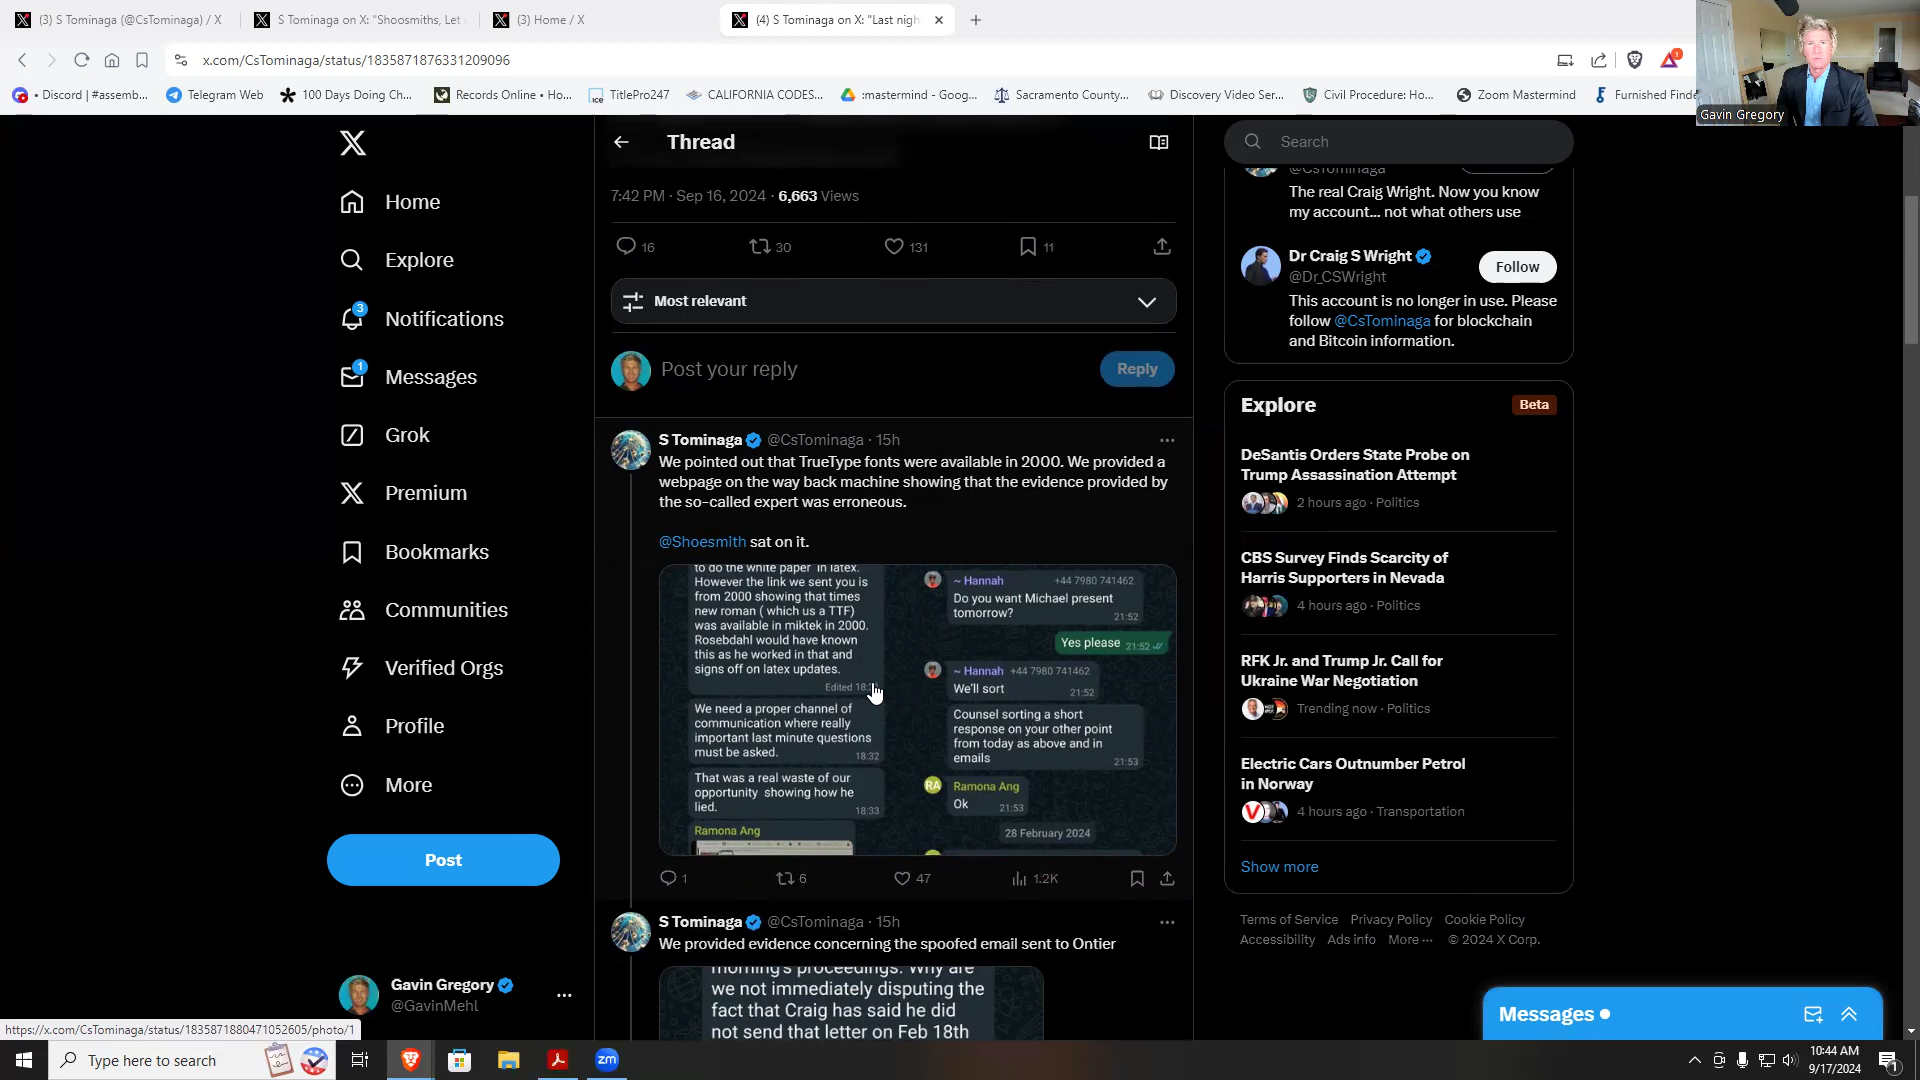 (3) S Tominaga (@CsTominaga) / X
S Tominaga on X: "Shoosmiths, Let
(3) Home / X
(4) S Tominaga on X: "Last nigh
x.com/CsTominaga/status/1835871876331209096
1
• Discord | #assemb...
Telegram Web
100 Days Doing Ch...
Records Online • Ho...
TitlePro247
CALIFORNIA CODES...
:mastermind - Goog...
Sacramento County...
Discovery Video Ser...
Civil Procedure: Ho...
Zoom Mastermind
Furnished Finde
Gavin Gregory
Home
Explore
3
Notifications
1
Messages
Grok
Premium
Bookmarks
Communities
Verified Orgs
Profile
More
Post
Gavin Gregory
@GavinMehl
https://x.com/CsTominaga/status/1835871880471052605/photo/1
Thread
7:42 PM · Sep 16, 2024 · 6,663 Views
16
30
131
11
Most relevant
Post your reply
Reply
S Tominaga @CsTominaga · 15h
We pointed out that TrueType fonts were available in 2000. We provided a
webpage on the way back machine showing that the evidence provided by
the so-called expert was erroneous.
@Shoesmith sat on it.
to do the white paper in latex.
However the link we sent you is
from 2000 showing that times
new roman ( which us a TTF)
was available in miktek in 2000.
Rosebdahl would have known
this as he worked in that and
signs off on latex updates.
Edited
We need a proper channel of
communication where really
important last minute questions
must be asked.
18:32
That was a real waste of our
opportunity showing how he
lied.
18:33
Ramona Ang
~ Hannah +44 7980 741462
Do you want Michael present
tomorrow?
21:52
Yes please 21:52
~ Hannah +44 7980 741462
We'll sort
21:52
Counsel sorting a short
response on your other point
from today as above and in
emails
21:53
RA
Ramona Ang
Ok
21:53
28 February 2024
1
6
47
1.2K
S Tominaga @CsTominaga · 15h
We provided evidence concerning the spoofed email sent to Ontier
morning's proceedings. Why are
we not immediately disputing the
fact that Craig has said he did
not send that letter on Feb 18th
Search
@CsTominaga
The real Craig Wright. Now you know
my account... not what others use
Dr Craig S Wright
@Dr_CSWright
Follow
This account is no longer in use. Please
follow @CsTominaga for blockchain
and Bitcoin information.
Explore
Beta
DeSantis Orders State Probe on
Trump Assassination Attempt
2 hours ago · Politics
CBS Survey Finds Scarcity of
Harris Supporters in Nevada
4 hours ago · Politics
RFK Jr. and Trump Jr. Call for
Ukraine War Negotiation
Trending now · Politics
Electric Cars Outnumber Petrol
in Norway
4 hours ago · Transportation
Show more
Terms of Service Privacy Policy Cookie Policy
Accessibility Ads info More ··· © 2024 X Corp.
Messages
Type here to search
zm
10:44 AM
9/17/2024
1